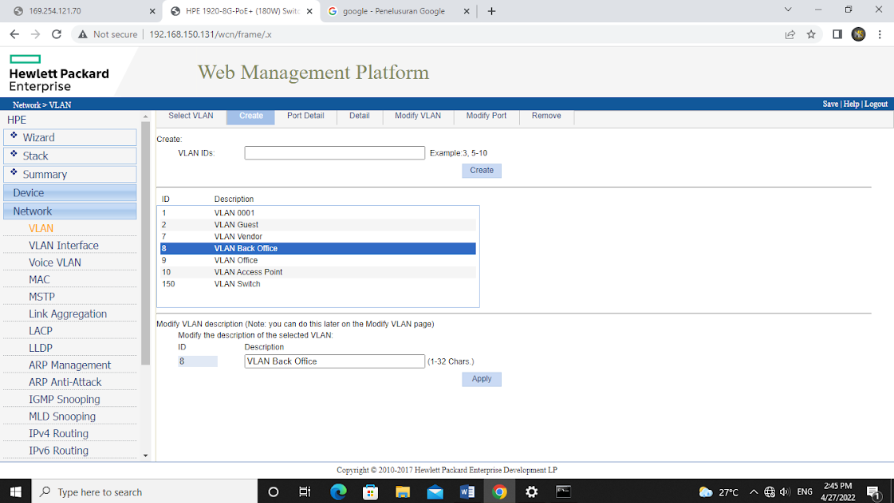 169.254.121.70
HPE 1920-8G-PoE+ (180W) Switc
google - Penelusuran Google
Not secure
192.168.150.131/wcn/frame/.x
Hewlett Packard
Enterprise
Web Management Platform
Network > VLAN
Save | Help | Logout
HPE
Wizard
Stack
Summary
Device
Network
VLAN
VLAN Interface
Voice VLAN
MAC
MSTP
Link Aggregation
LACP
LLDP
ARP Management
ARP Anti-Attack
IGMP Snooping
MLD Snooping
IPv4 Routing
IPv6 Routing
Select VLAN Create Port Detail Detail Modify VLAN Modify Port Remove
Create:
VLAN IDs: Example:3, 5-10
Create
ID Description
1 VLAN 0001
2 VLAN Guest
7 VLAN Vendor
8 VLAN Back Office
9 VLAN Office
10 VLAN Access Point
150 VLAN Switch
Modify VLAN description (Note: you can do this later on the Modify VLAN page)
Modify the description of the selected VLAN:
ID Description
8 VLAN Back Office (1-32 Chars.)
Apply
Copyright © 2010-2017 Hewlett Packard Enterprise Development LP
Type here to search
27°C
ENG
2:45 PM
4/27/2022